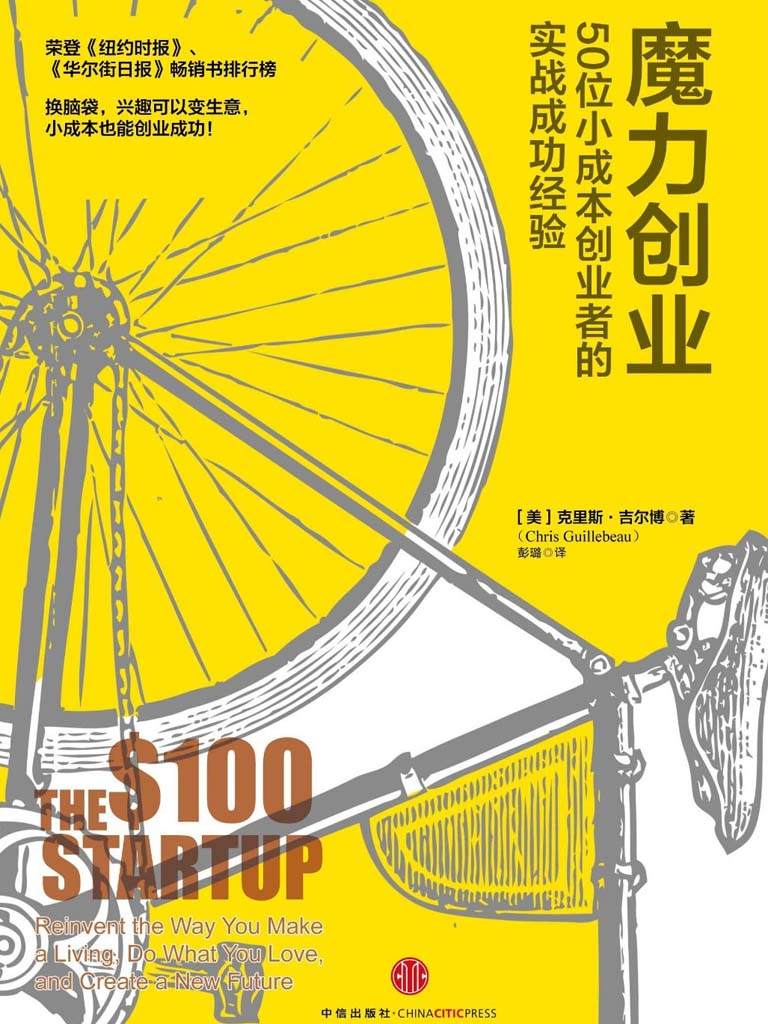 荣登《纽约时报》、
《华尔街日报》畅销书排行榜
换脑袋，兴趣可以变生意，
小成本也能创业成功！
魔力创业
50位小成本创业者的
实战成功经验
［美］克里斯·吉尔博◎著
（Chris Guillebeau）
彭璐◎译
THE $100
STARTUP
Reinvent the Way You Make
a Living, Do What You Love,
and Create a New Future
CITIC
中信出版社·CHINACITICPRESS